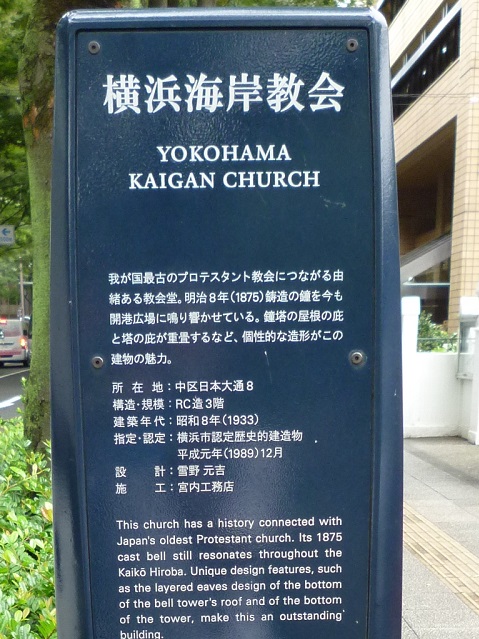 横浜海岸教会
YOKOHAMA
KAIGAN CHURCH
我が国最古のプロテスタント教会につながる由
緒ある教会堂。明治8年(1875)鋳造の鐘を今も
開港広場に鳴り響かせている。鐘塔の屋根の庇
と塔の庇が重畳するなど、個性的な造形がこの
建物の魅力。
所在地：中区日本大通8
構造・規模：RC造3階
建築年代：昭和8年(1933)
指定・認定：横浜市認定歴史的建造物
平成元年(1989)12月
設計：雪野 元吉
施工：宮内工務店
This church has a history connected with
Japan's oldest Protestant church. Its 1875
cast bell still resonates throughout the
Kaikō Hiroba. Unique design features, such
as the layered eaves design of the bottom
of the bell tower's roof and of the bottom
of the tower, make this an outstanding
building.